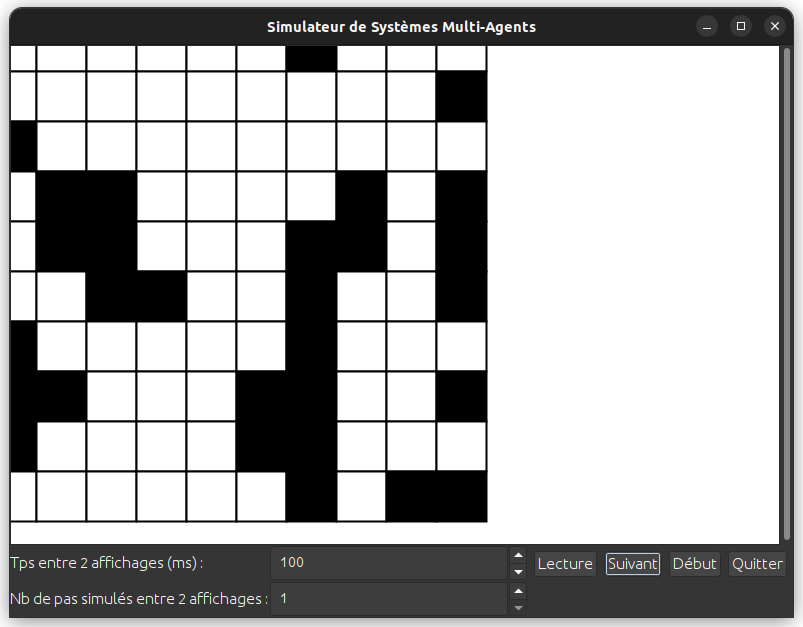 Simulateur de Systèmes Multi-Agents
Tps entre 2 affichages (ms) : 100 Lecture Suivant Début Quitter
Nb de pas simulés entre 2 affichages : 1